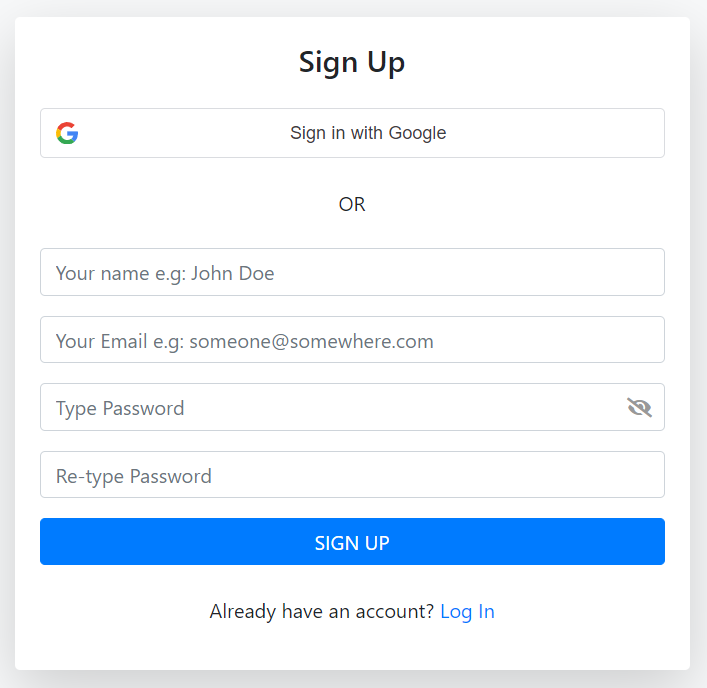 Sign Up
Sign in with Google
OR
Your name e.g: John Doe
Your Email e.g: someone@somewhere.com
Type Password
Re-type Password
SIGN UP
Already have an account? Log In